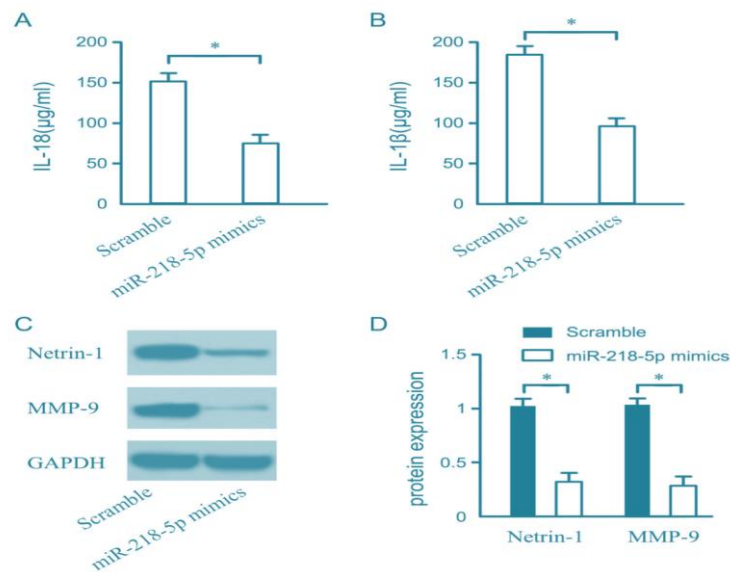 A
IL-18(µg/ml)
200
150
100
50
0
*
Scramble
miR-218-5p mimics
B
IL-1β(µg/ml)
200
150
100
50
0
*
Scramble
miR-218-5p mimics
C
Netrin-1
MMP-9
GAPDH
Scramble
miR-218-5p mimics
D
Scramble
miR-218-5p mimics
protein expression
1.5
1
0.5
0
*
*
Netrin-1
MMP-9